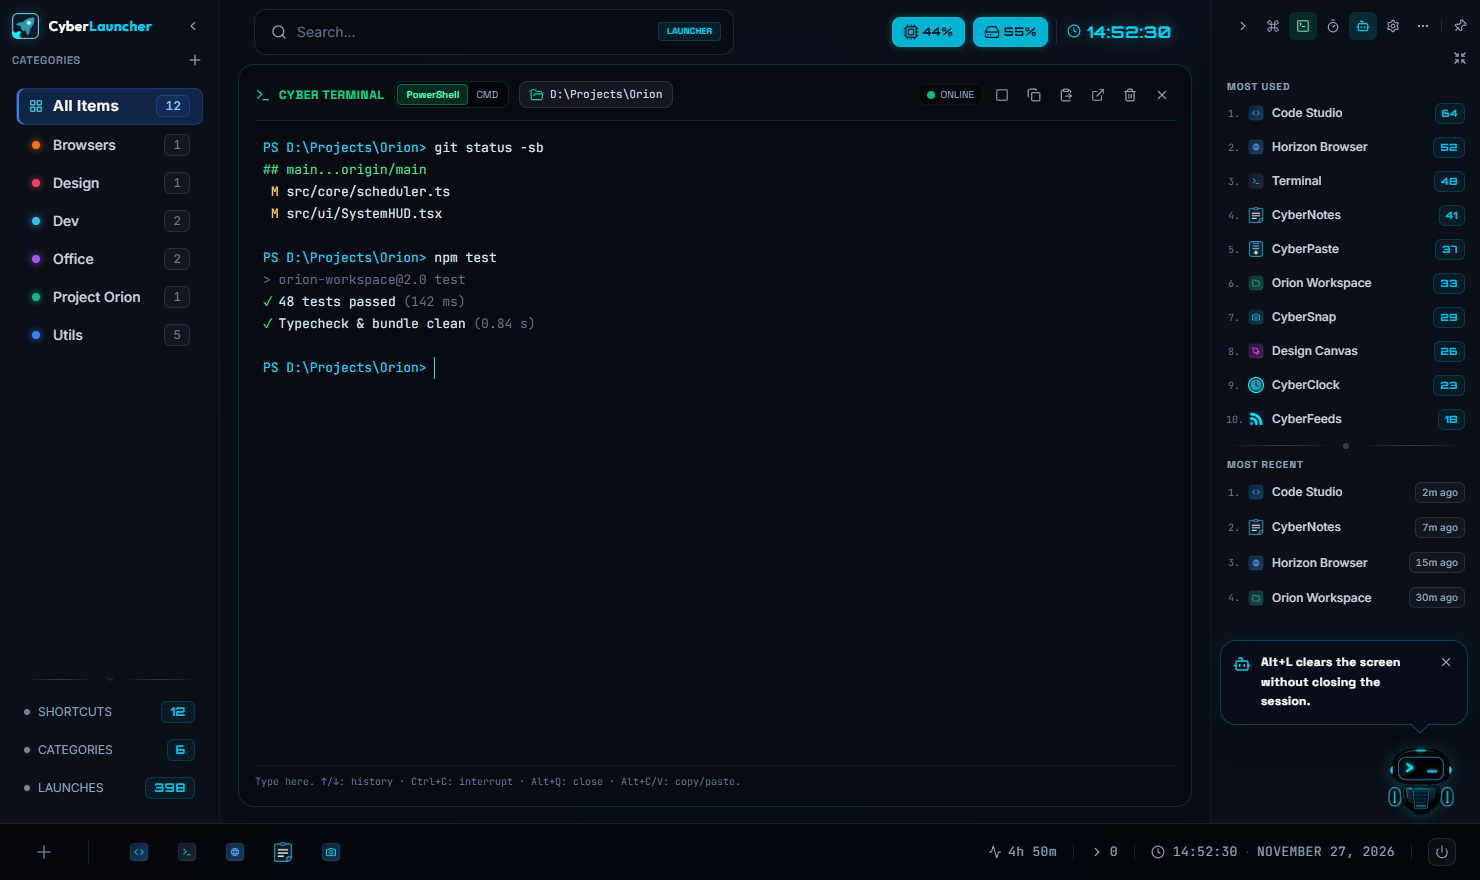 CyberLauncher
CATEGORIES
All Items 12
Browsers 1
Design 1
Dev 2
Office 2
Project Orion 1
Utils 5
SHORTCUTS 12
CATEGORIES 6
LAUNCHES 398
Search... LAUNCHER
44% 55% 14:52:30
CYBER TERMINAL PowerShell CMD D:\Projects\Orion ONLINE
PS D:\Projects\Orion> git status -sb
## main...origin/main
M src/core/scheduler.ts
M src/ui/SystemHUD.tsx
PS D:\Projects\Orion> npm test
> orion-workspace@2.0 test
✓ 48 tests passed (142 ms)
✓ Typecheck & bundle clean (0.84 s)
PS D:\Projects\Orion>
Type here. ↑/↓: history · Ctrl+C: interrupt · Alt+Q: close · Alt+C/V: copy/paste.
MOST USED
1. Code Studio 64
2. Horizon Browser 52
3. Terminal 48
4. CyberNotes 41
5. CyberPaste 37
6. Orion Workspace 33
7. CyberSnap 29
8. Design Canvas 26
9. CyberClock 23
10. CyberFeeds 18
MOST RECENT
1. Code Studio 2m ago
2. CyberNotes 7m ago
3. Horizon Browser 15m ago
4. Orion Workspace 30m ago
Alt+L clears the screen
without closing the
session.
4h 50m 0 14:52:30 · NOVEMBER 27, 2026